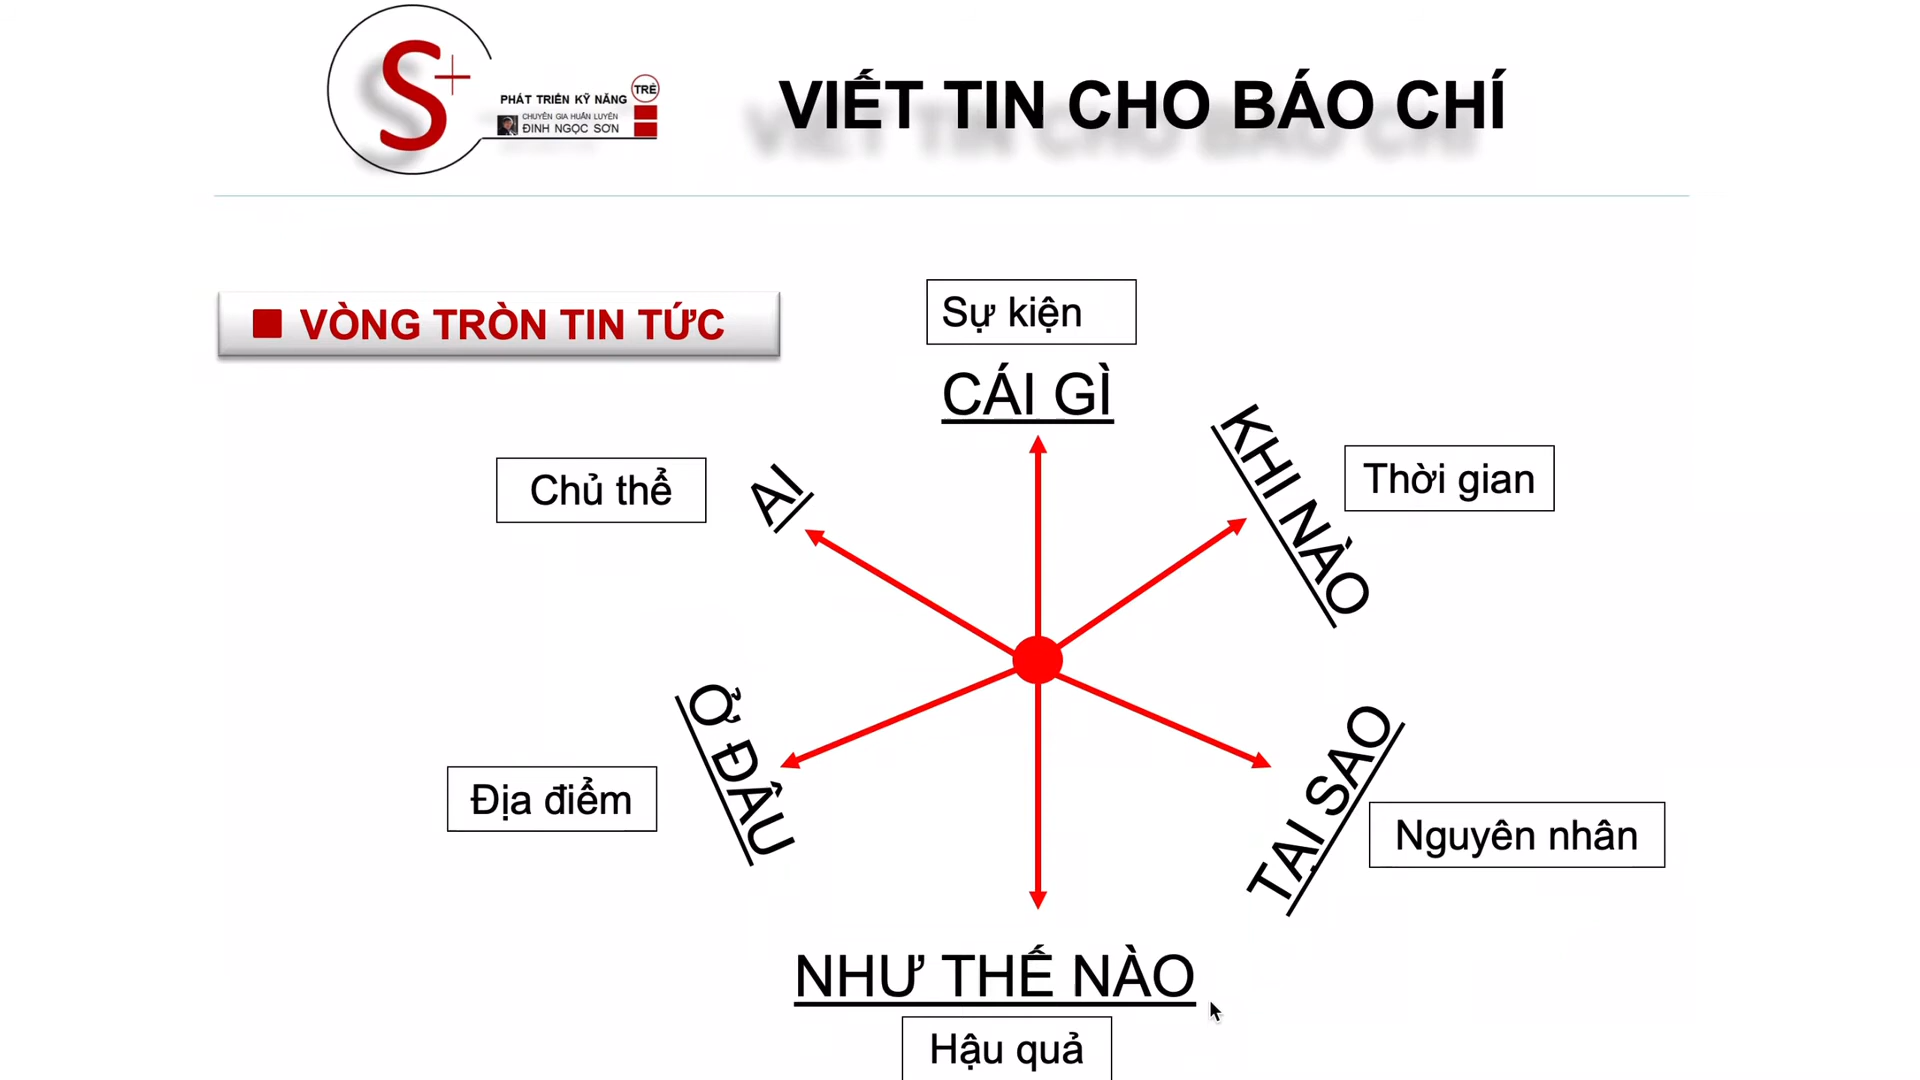 S+
PHÁT TRIỂN KỸ NĂNG TRẺ
CHUYÊN GIA HUẤN LUYỆN
ĐINH NGỌC SƠN
VIẾT TIN CHO BÁO CHÍ
VÒNG TRÒN TIN TỨC
Sự kiện
CÁI GÌ
KHI NÀO
Thời gian
Chủ thể
AI
Ở ĐÂU
Địa điểm
TẠI SAO
Nguyên nhân
NHƯ THẾ NÀO
Hậu quả